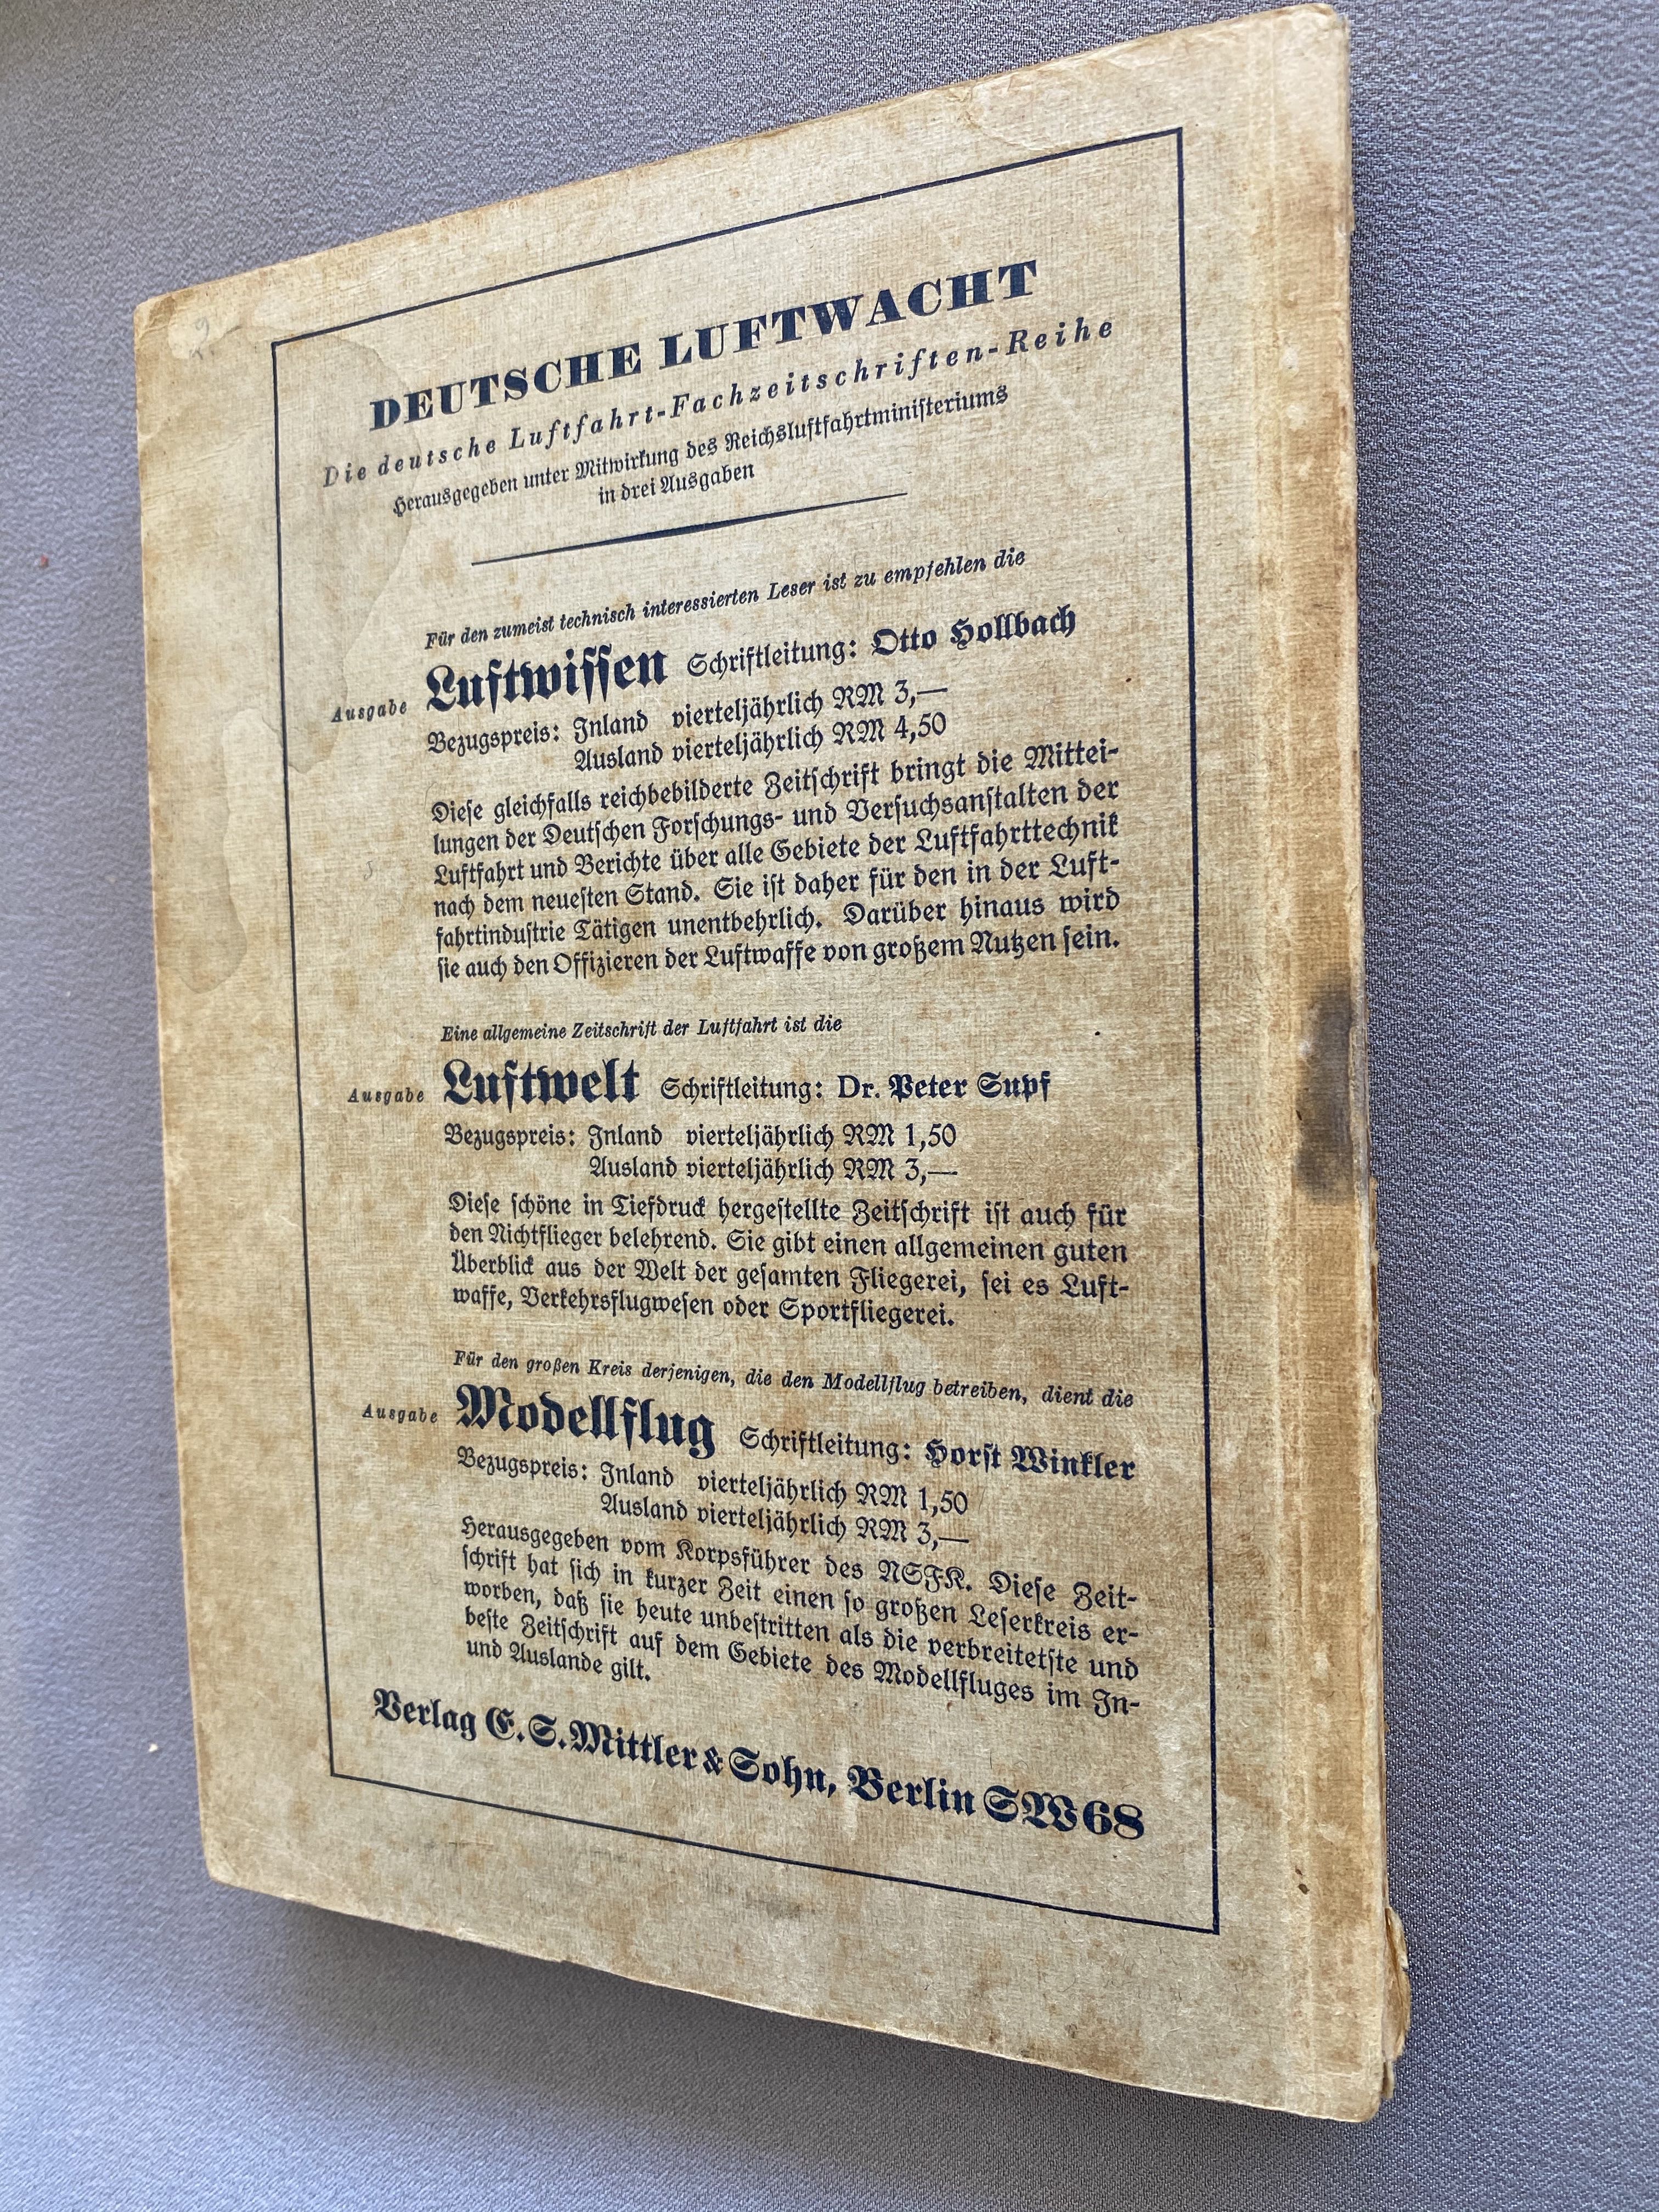 DEUTSCHE LUFTWACHT
Die deutsche Luftfahrt-Fachzeitschriften-Reihe
Herausgegeben unter Mitwirkung des Reichsluftfahrtministeriums
in drei Ausgaben
Für den zumeist technisch interessierten Leser ist zu empfehlen die
Ausgabe Luftwissen Schriftleitung: Otto Hollbach
Bezugspreis: Inland vierteljährlich RM 3,—
Ausland vierteljährlich RM 4,50
Diese gleichfalls reichbebilderte Zeitschrift bringt die Mittei-
lungen der Deutschen Forschungs- und Versuchsanstalten der
Luftfahrt und Berichte über alle Gebiete der Luftfahrttechnik
nach dem neuesten Stand. Sie ist daher für den in der Luft-
fahrtindustrie Tätigen unentbehrlich. Darüber hinaus wird
sie auch den Offizieren der Luftwaffe von großem Nutzen sein.
Eine allgemeine Zeitschrift der Luftfahrt ist die
Ausgabe Luftwelt Schriftleitung: Dr. Peter Supf
Bezugspreis: Inland vierteljährlich RM 1,50
Ausland vierteljährlich RM 3,—
Diese schöne in Tiefdruck hergestellte Zeitschrift ist auch für
den Nichtflieger belehrend. Sie gibt einen allgemeinen guten
Überblick aus der Welt der gesamten Fliegerei, sei es Luft-
waffe, Verkehrsflugwesen oder Sportfliegerei.
Für den großen Kreis derjenigen, die den Modellflug betreiben, dient die
Ausgabe Modellflug Schriftleitung: Horst Winkler
Bezugspreis: Inland vierteljährlich RM 1,50
Ausland vierteljährlich RM 3,—
Herausgegeben vom Korpsführer des NSFK. Diese Zeit-
schrift hat sich in kurzer Zeit einen so großen Leserkreis er-
worben, daß sie heute unbestritten als die verbreitetste und
beste Zeitschrift auf dem Gebiete des Modellfluges im In-
und Auslande gilt.
Verlag E. S. Mittler & Sohn, Berlin SW 68